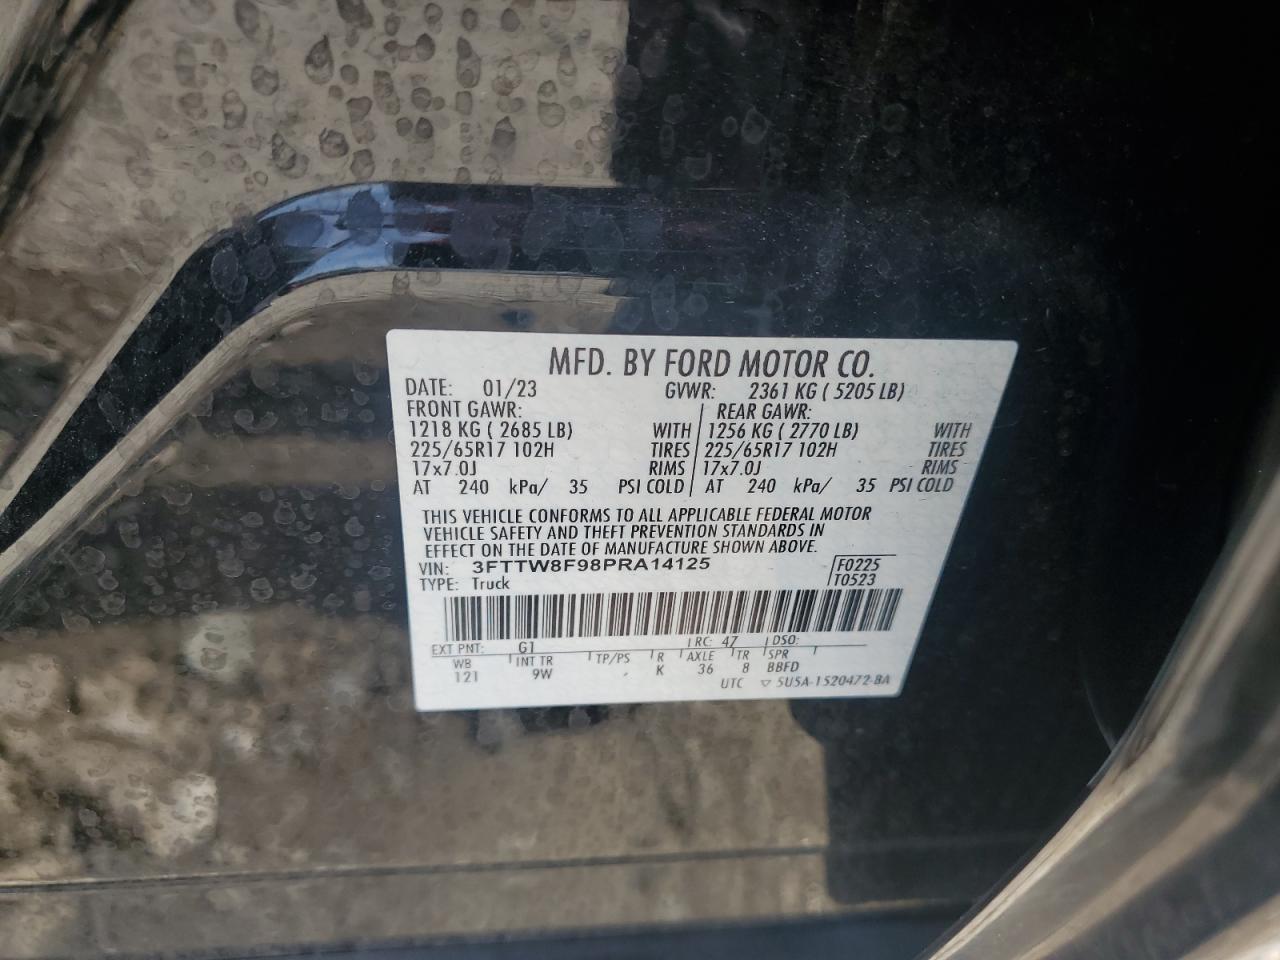 MFD. BY FORD MOTOR CO.
DATE: 01/23 GVWR: 2361 KG ( 5205 LB)
FRONT GAWR: REAR GAWR:
1218 KG ( 2685 LB) WITH 1256 KG ( 2770 LB) WITH
225/65R17 102H TIRES 225/65R17 102H TIRES
17x7.0J RIMS 17x7.0J RIMS
AT 240 kPa/ 35 PSI COLD AT 240 kPa/ 35 PSI COLD
THIS VEHICLE CONFORMS TO ALL APPLICABLE FEDERAL MOTOR
VEHICLE SAFETY AND THEFT PREVENTION STANDARDS IN
EFFECT ON THE DATE OF MANUFACTURE SHOWN ABOVE.
VIN: 3FTTW8F98PRA14125 F0225
TYPE: Truck T0523
EXT PNT: G1 RC: 47 DSO:
WB INT TR TP/PS R AXLE TR SPR
121 9W K 36 8 BBFD
UTC ▽ 5U5A-1520472-BA